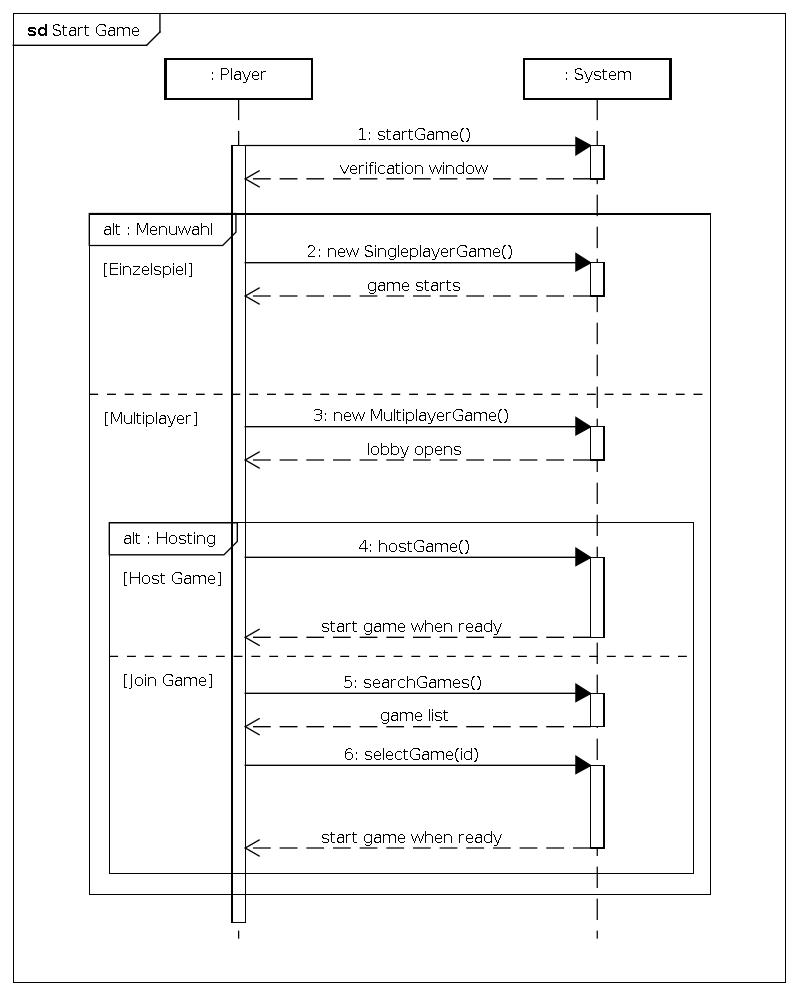 sd Start Game
: Player
: System
1: startGame()
verification window
alt : Menuwahl
2: new SingleplayerGame()
[Einzelspiel]
game starts
[Multiplayer]
3: new MultiplayerGame()
lobby opens
alt : Hosting
4: hostGame()
[Host Game]
start game when ready
[Join Game]
5: searchGames()
game list
6: selectGame(id)
start game when ready